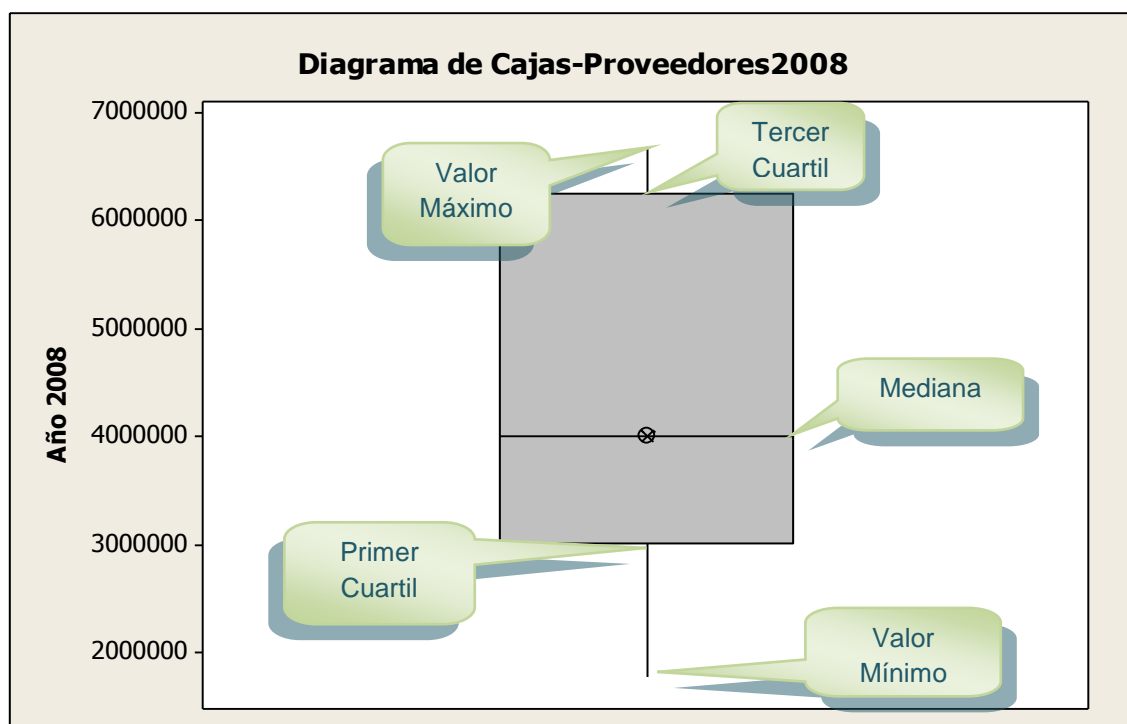 Diagrama de Cajas-Proveedores2008
7000000
6000000
5000000
4000000
3000000
2000000
Año 2008
Tercer
Cuartil
Valor
Máximo
Mediana
Primer
Cuartil
Valor
Mínimo